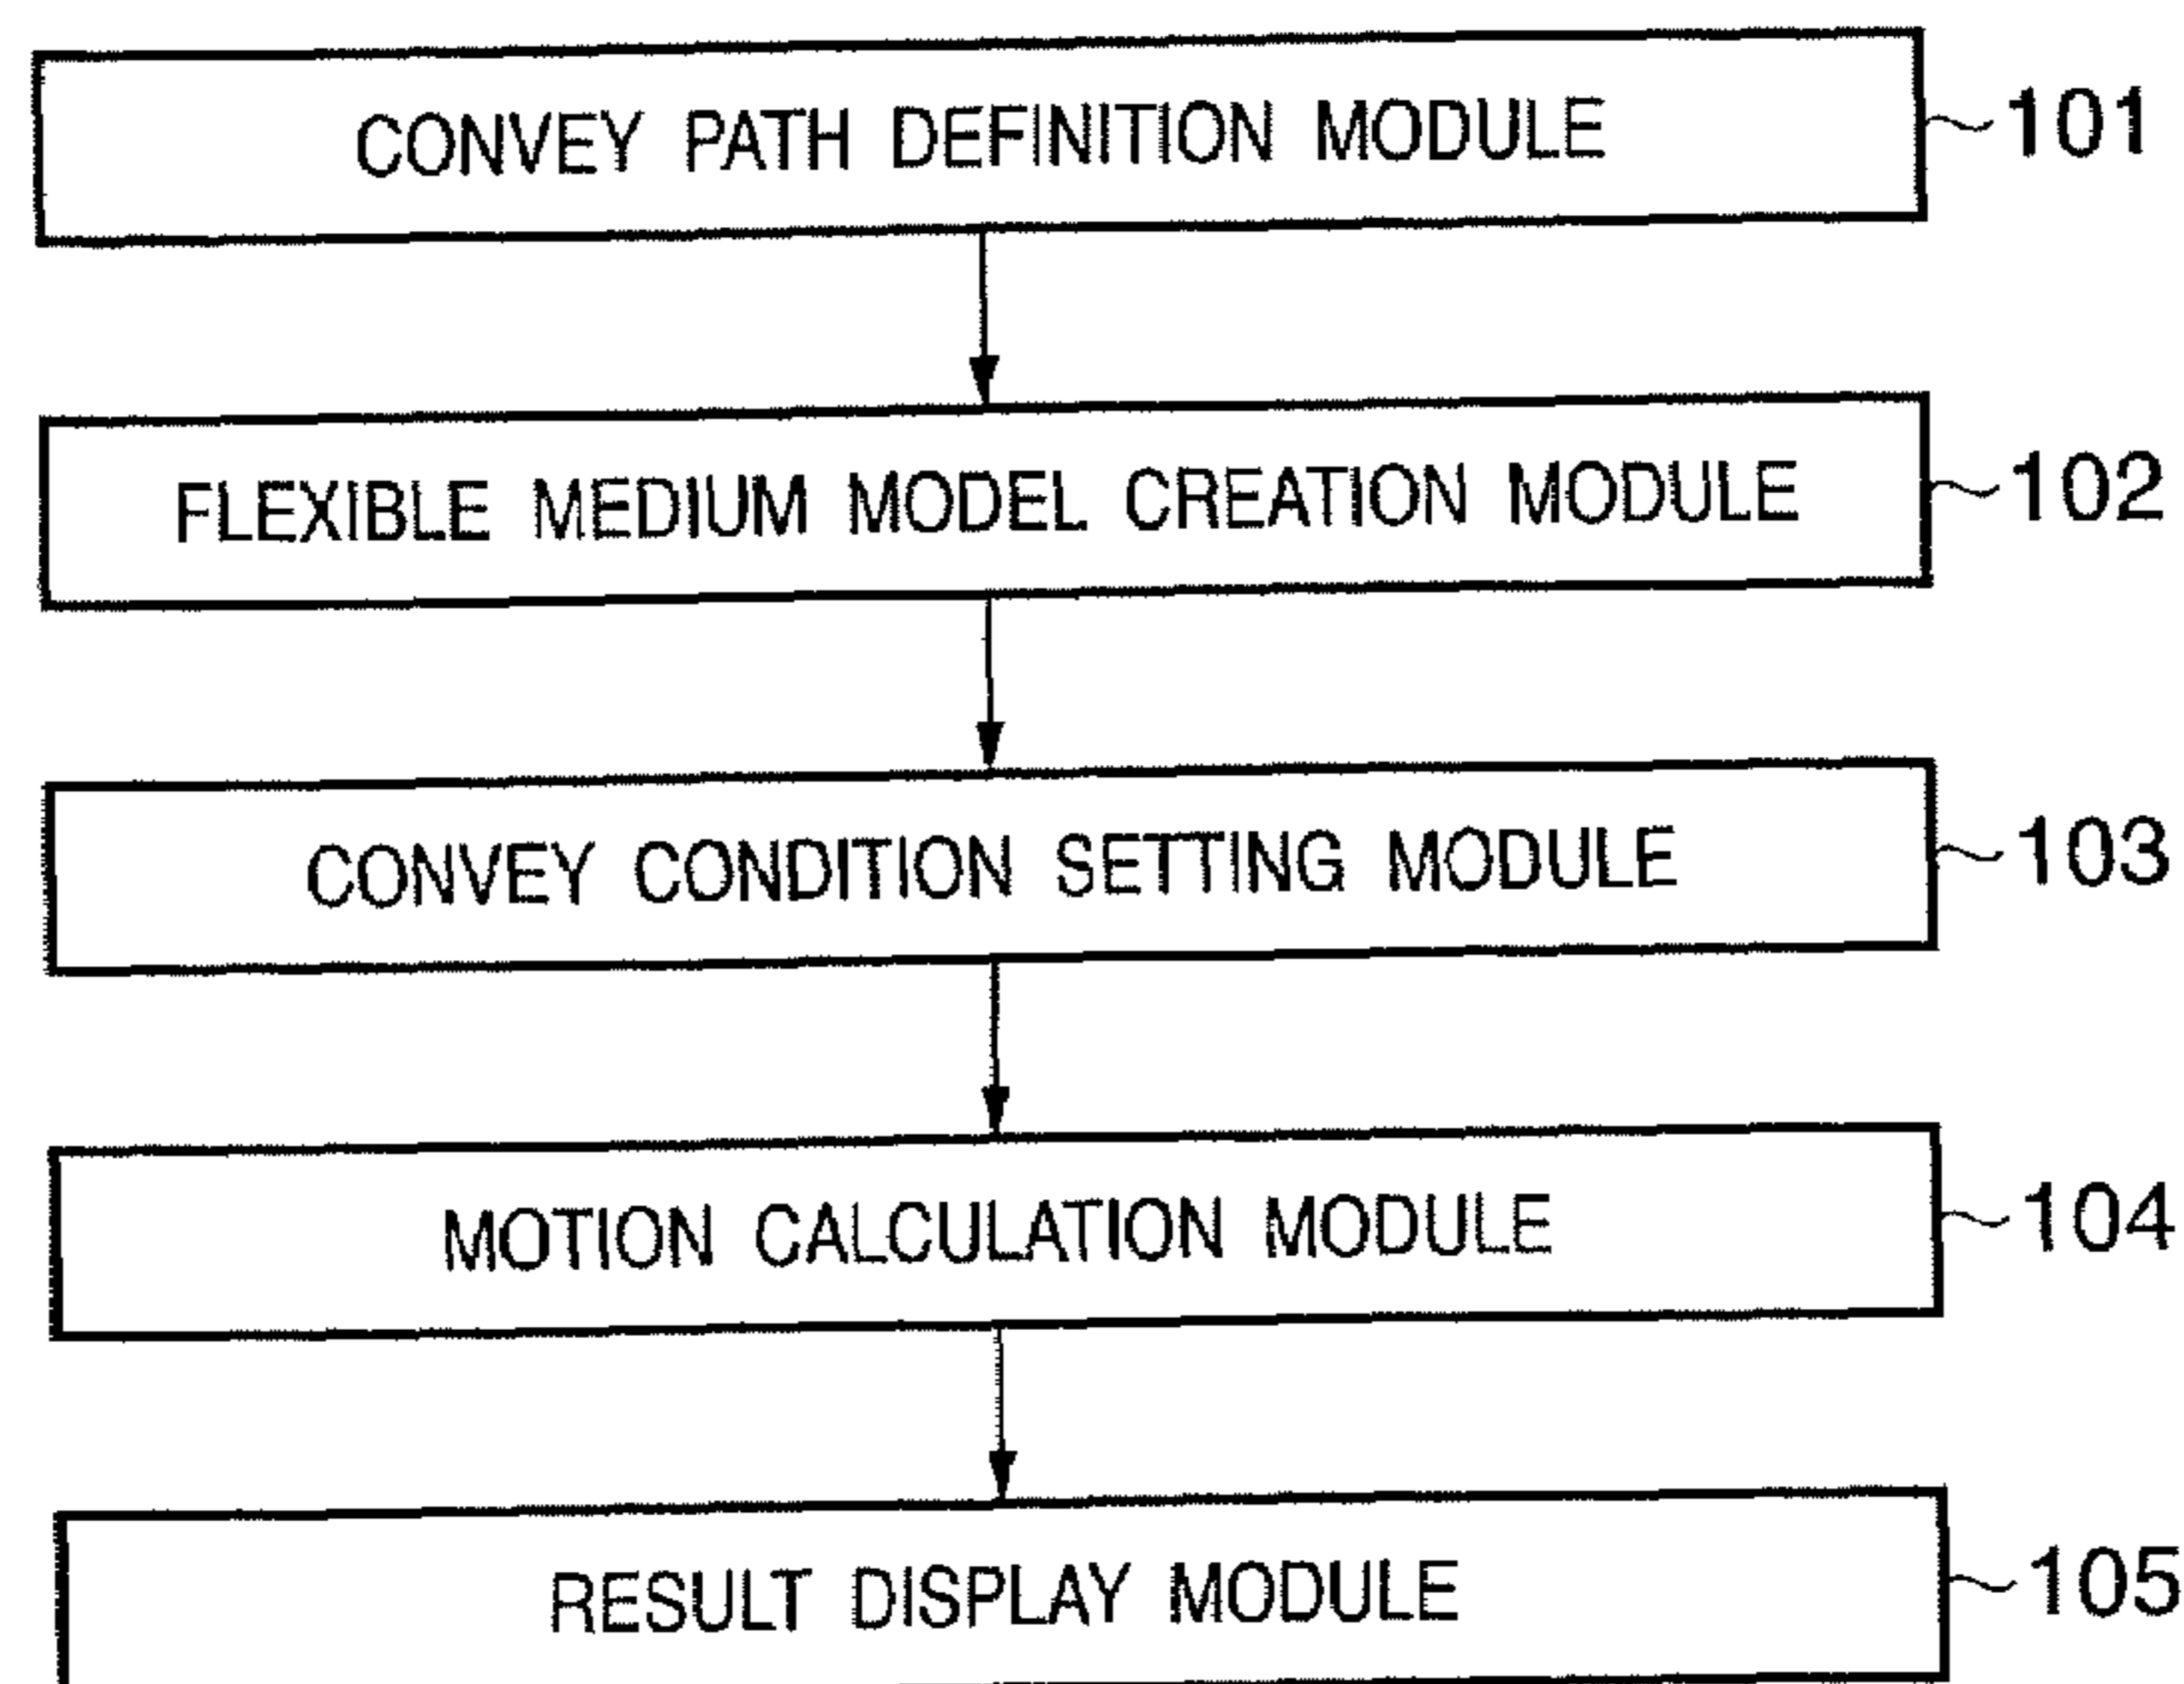 CONVEY PATH DEFINITION MODULE 101
FLEXIBLE MEDIUM MODEL CREATION MODULE 102
CONVEY CONDITION SETTING MODULE 103
MOTION CALCULATION MODULE 104
RESULT DISPLAY MODULE 105